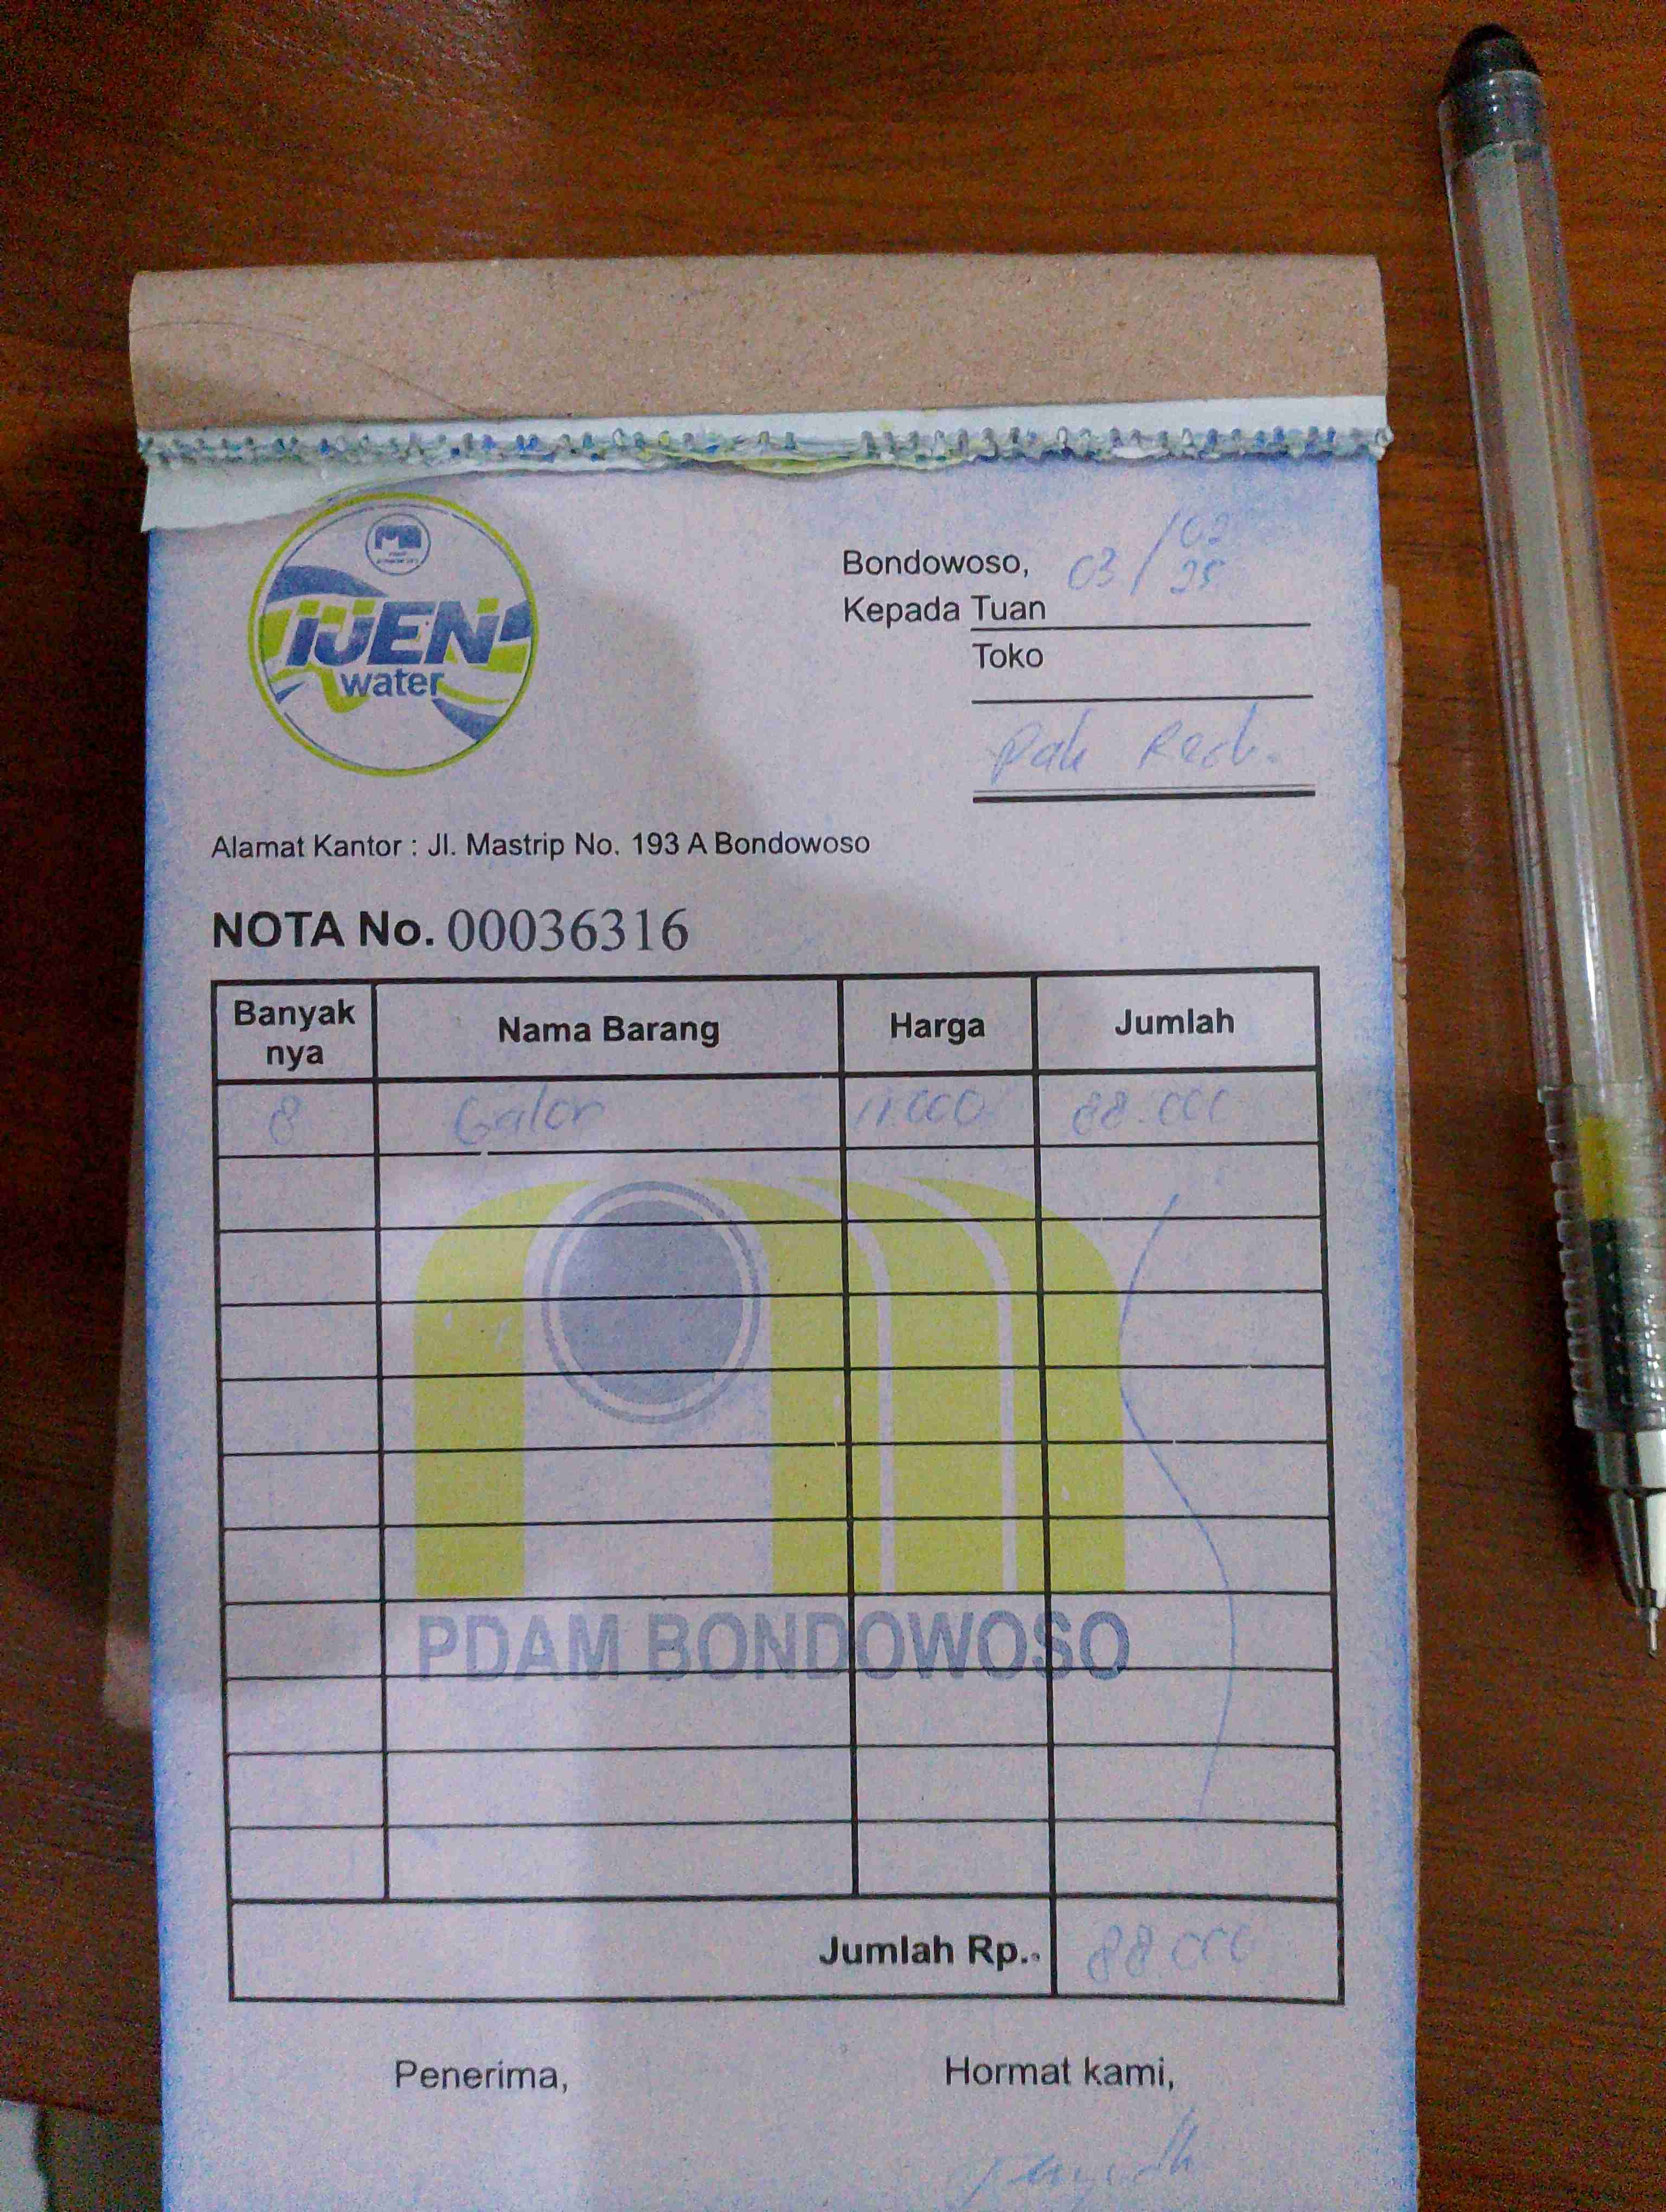 IJEN
water
Bondowoso, 03/02 25
Kepada Tuan
Toko
Pak
Alamat Kantor : Jl. Mastrip No. 193 A Bondowoso
NOTA No. 00036316
Banyak nya Nama Barang Harga Jumlah
8 Galon 11.000 88.000
PDAM BONDOWOSO
Jumlah Rp.. 88.000
Penerima, Hormat kami,